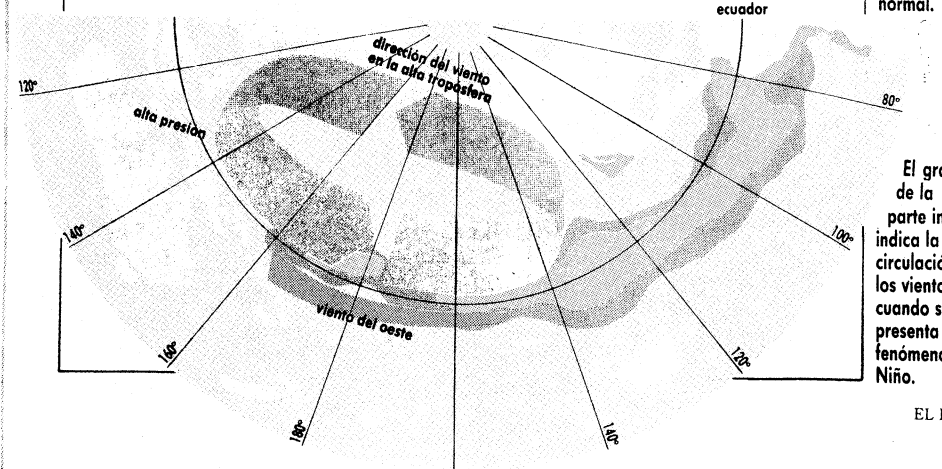 ecuador
normal.
dirección del viento
en la alta tropósfera
120°
80°
alta presión
El gr
de la
parte in
indica la
circulació
los viento
cuando s
presenta
fenómeno
Niño.
140°
100°
viento del oeste
160°
120°
180°
140°
EL